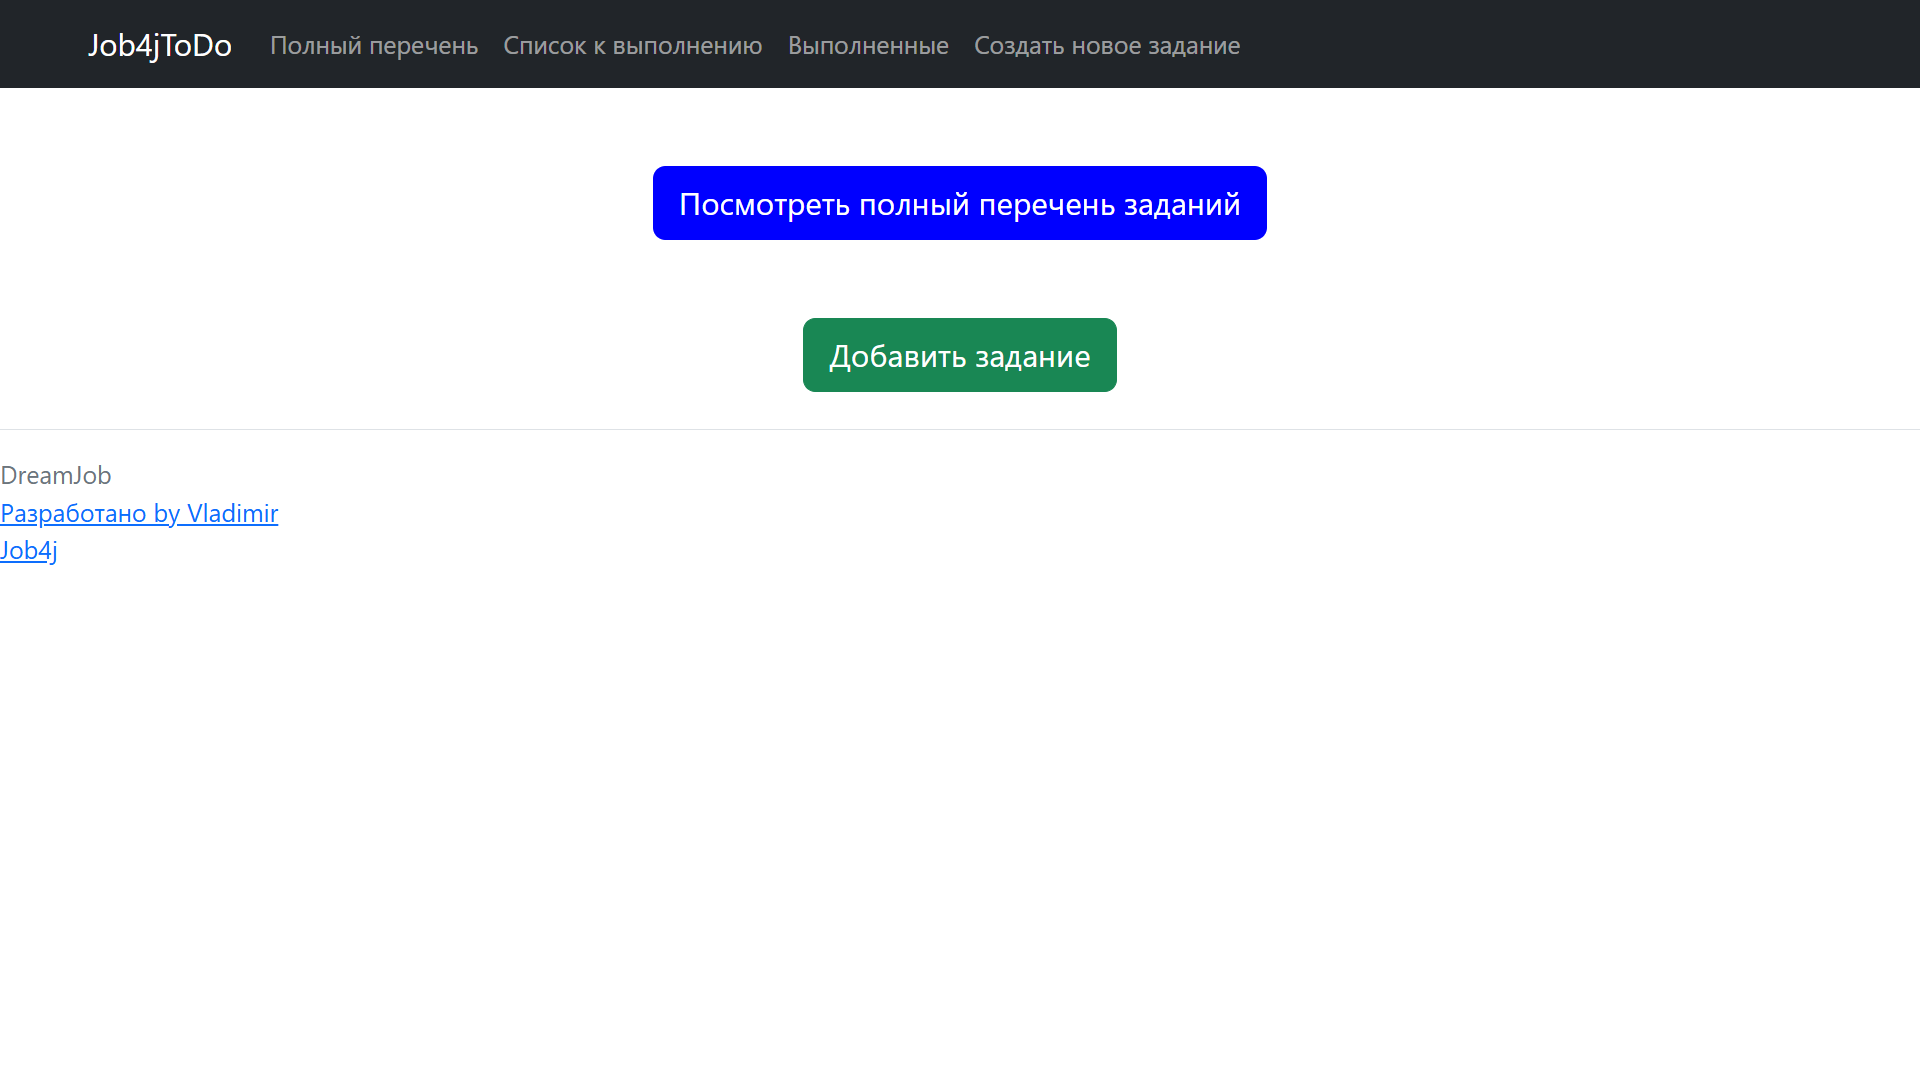 Job4jToDo Полный перечень Список к выполнению Выполненные Создать новое задание
Посмотреть полный перечень заданий
Добавить задание
DreamJob
Разработано by Vladimir
Job4j